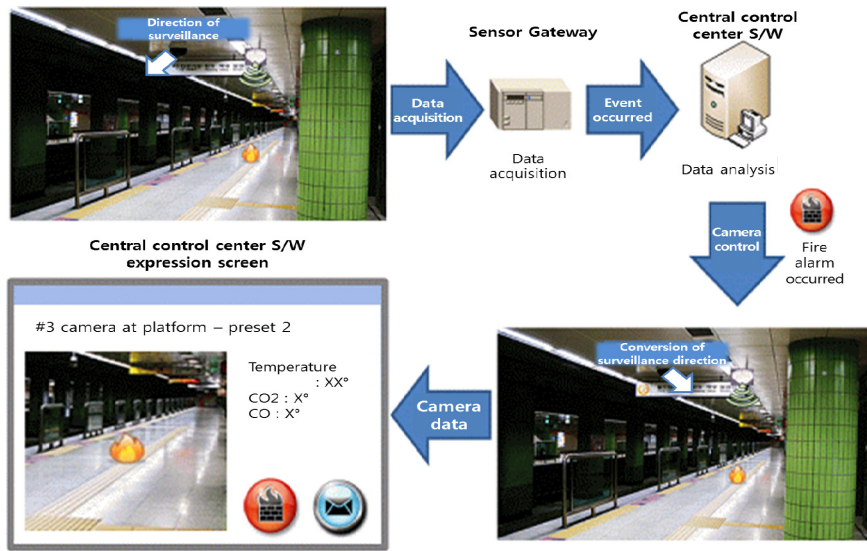 Direction of
surveillance
Data
acquisition
Sensor Gateway
Data
acquisition
Event
occurred
Central control
center S/W
Data analysis
Camera
control
Fire
alarm
occurred
Conversion of
surveillance direction
Camera
data
Central control center S/W
expression screen
#3 camera at platform – preset 2
Temperature
: XX°
CO2 : X°
CO : X°